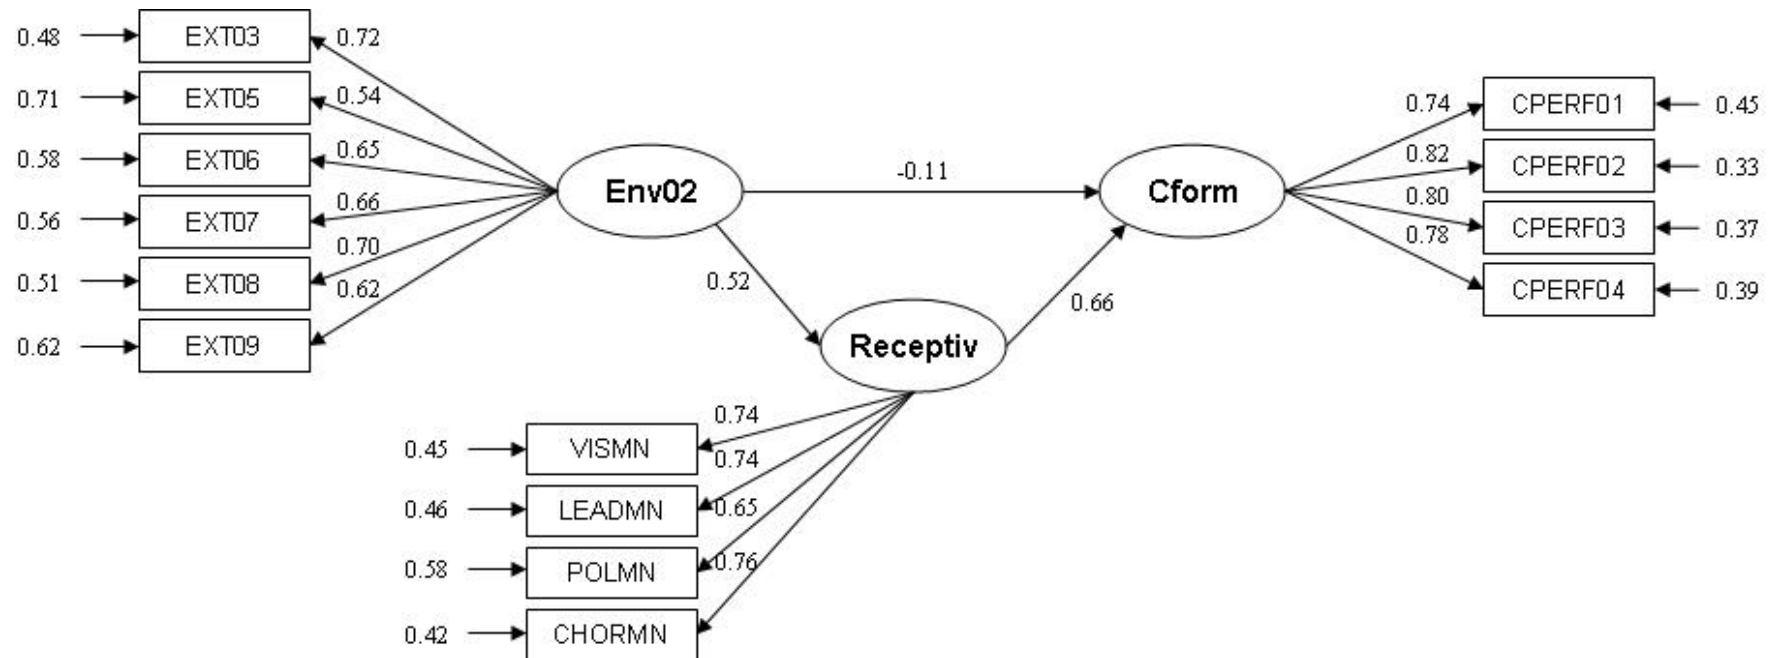 0.48 EXT03 0.72
0.71 EXT05 0.54
0.58 EXT06 0.65
0.56 EXT07 0.66
0.51 EXT08 0.70
0.62 EXT09 0.62
Env02
-0.11
Cform
0.52
Receptiv
0.66
0.74 CPERF01 0.45
0.82 CPERF02 0.33
0.80 CPERF03 0.37
0.78 CPERF04 0.39
0.45 VISMN 0.74
0.46 LEADMN 0.74
0.58 POLMN 0.65
0.42 CHORMN 0.76